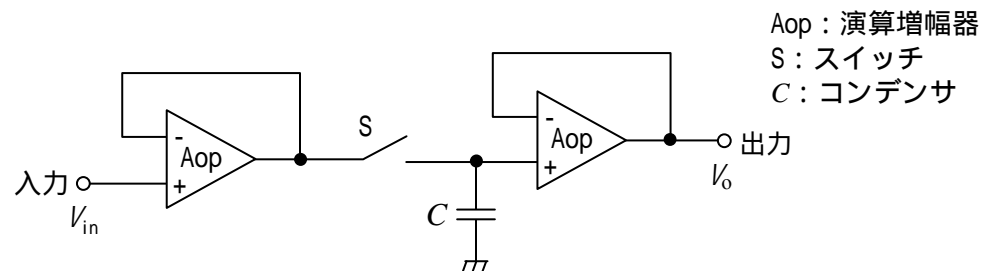 Aop：演算増幅器
S：スイッチ
C：コンデンサ
S
-
Aop
+
-
Aop
+
入力
Vin
C
出力
Vo